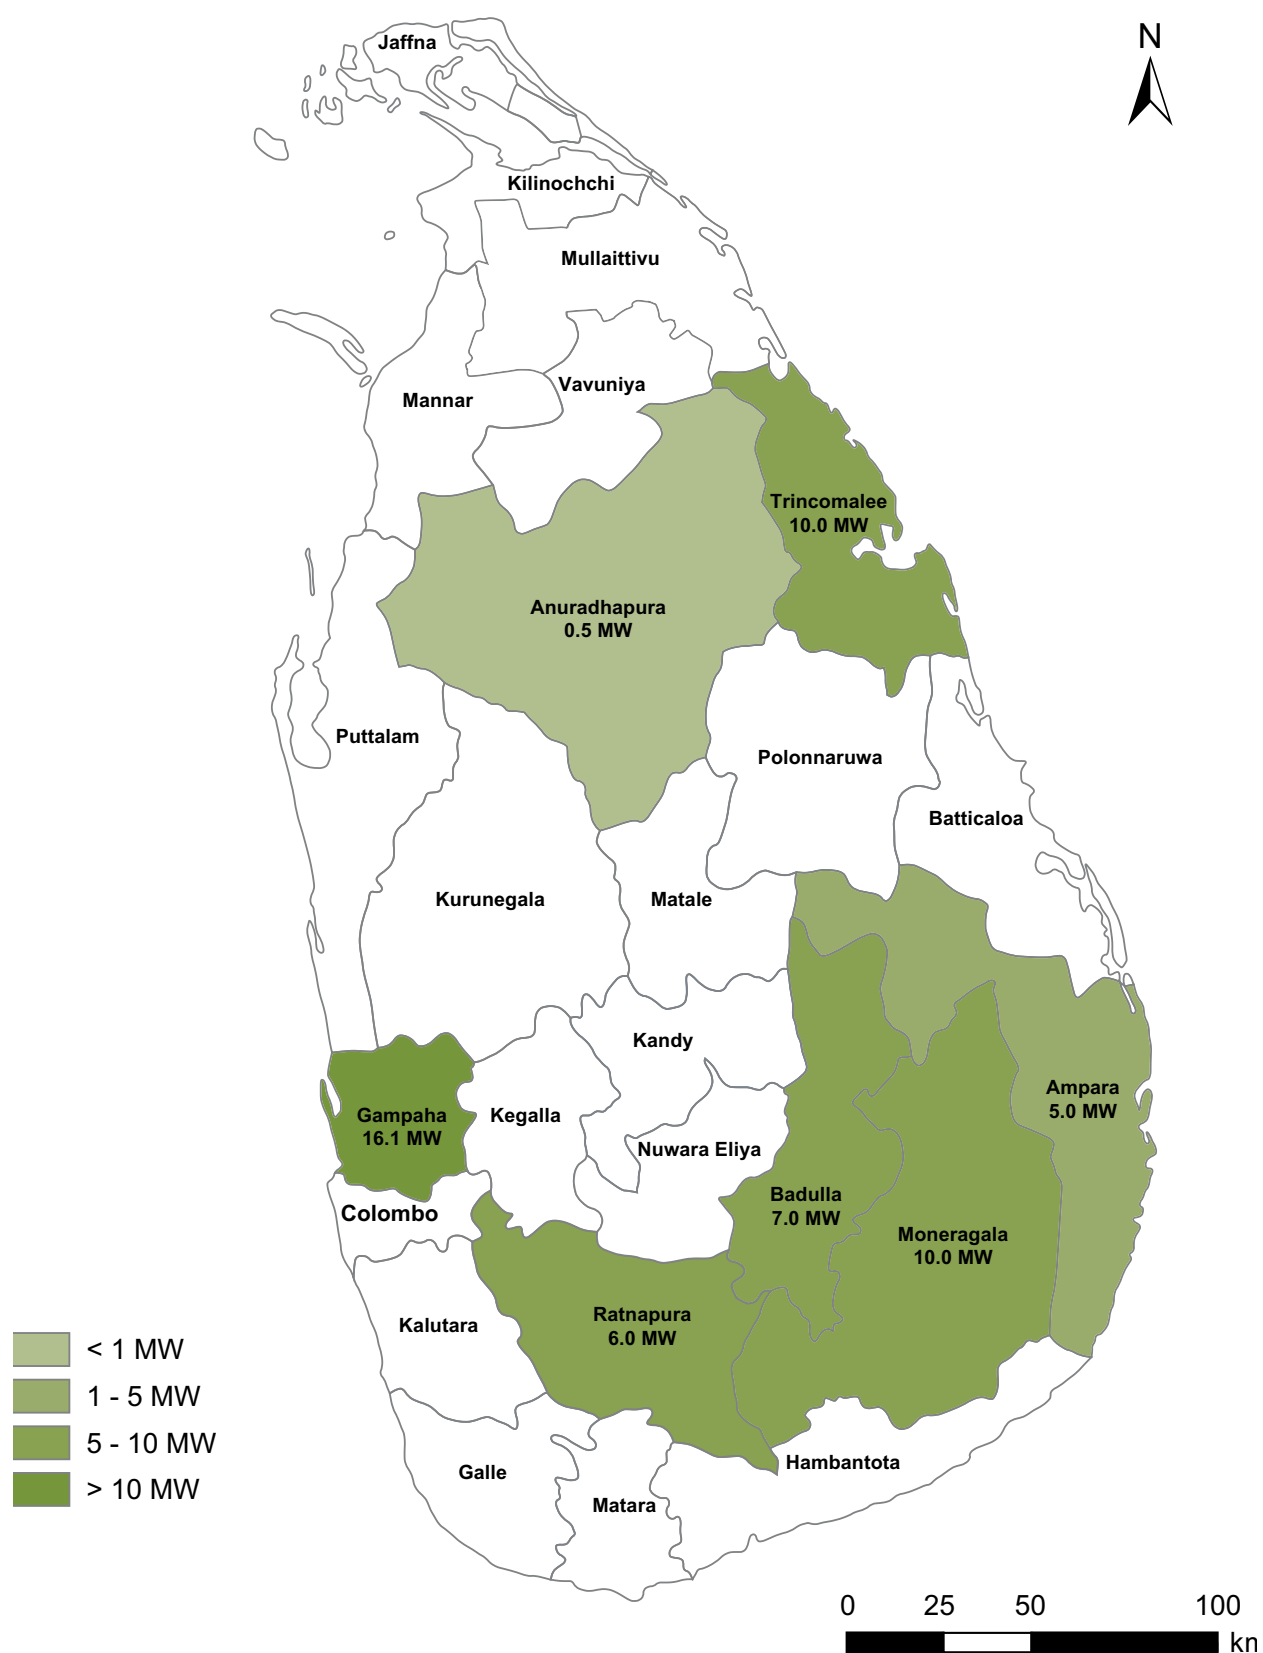 N
Jaffna
Kilinochchi
Mullaittivu
Vavuniya
Mannar
Trincomalee
10.0 MW
Anuradhapura
0.5 MW
Puttalam
Polonnaruwa
Batticaloa
Kurunegala
Matale
Kandy
Ampara
5.0 MW
Gampaha
16.1 MW
Kegalla
Nuwara Eliya
Badulla
7.0 MW
Colombo
Moneragala
10.0 MW
Ratnapura
6.0 MW
Kalutara
Galle
Matara
Hambantota
< 1 MW
1 - 5 MW
5 - 10 MW
> 10 MW
0 25 50 100